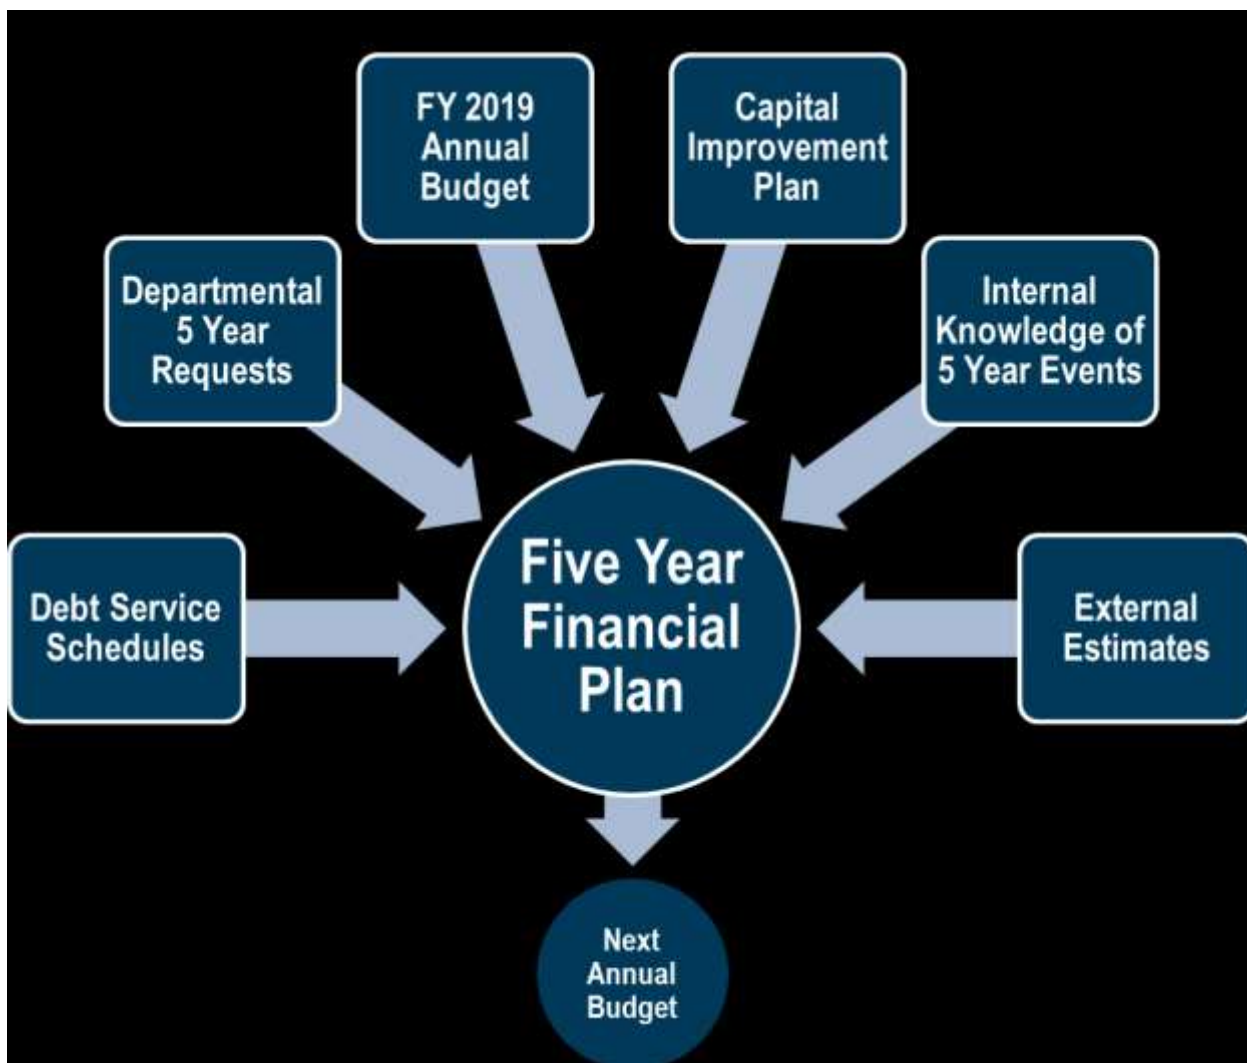 FY 2019
Annual
Budget
Capital
Improvement
Plan
Departmental
5 Year
Requests
Internal
Knowledge of
5 Year Events
Debt Service
Schedules
Five Year
Financial
Plan
External
Estimates
Next
Annual
Budget